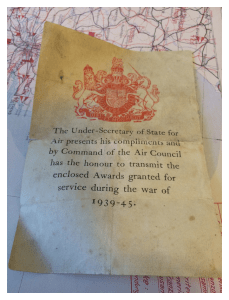 The Under-Secretary of State for
Air presents his compliments and
by Command of the Air Council
has the honour to transmit the
enclosed Awards granted for
service during the war of
1939-45.